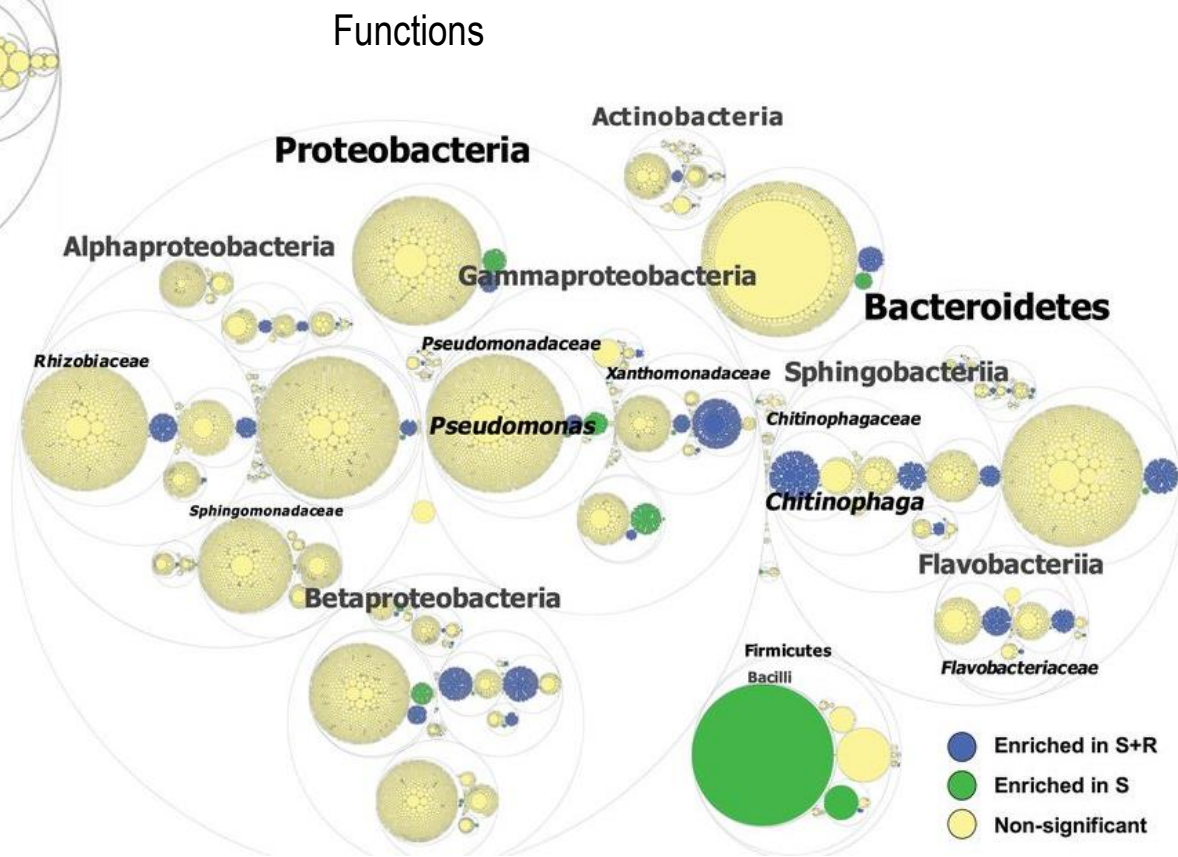 Functions
Actinobacteria
Proteobacteria
Alphaproteobacteria
Gammaproteobacteria
Bacteroidetes
Pseudomonadaceae
Rhizobiaceae
Xanthomonadaceae
Sphingobacteriia
Chitinophagaceae
Pseudomonas
Chitinophaga
Sphingomonadaceae
Flavobacteriia
Betaproteobacteria
Firmicutes
Flavobacteriaceae
Bacilli
Enriched in S+R
Enriched in S
Non-significant